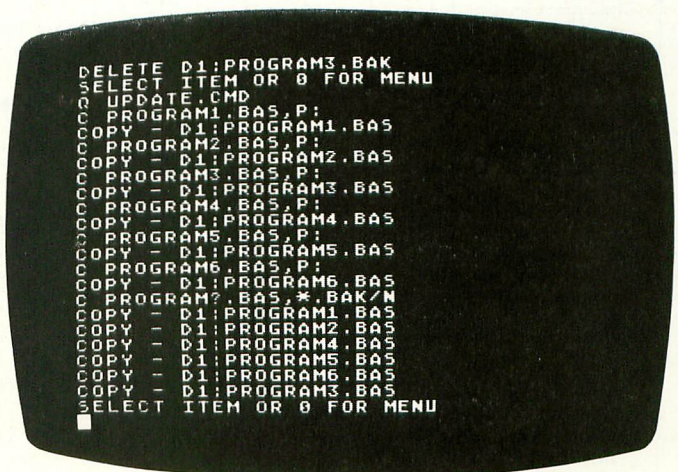 DELETE D1:PROGRAM3.BAK
SELECT ITEM OR 0 FOR MENU
Q UPDATE.CMD
C PROGRAM1.BAS,P:
COPY - D1:PROGRAM1.BAS
C PROGRAM2.BAS,P:
COPY - D1:PROGRAM2.BAS
C PROGRAM3.BAS,P:
COPY - D1:PROGRAM3.BAS
C PROGRAM4.BAS,P:
COPY - D1:PROGRAM4.BAS
C PROGRAM5.BAS,P:
COPY - D1:PROGRAM5.BAS
C PROGRAM6.BAS,P:
COPY - D1:PROGRAM6.BAS
C PROGRAM?.BAS,*.BAK/N
COPY - D1:PROGRAM1.BAS
COPY - D1:PROGRAM2.BAS
COPY - D1:PROGRAM4.BAS
COPY - D1:PROGRAM5.BAS
COPY - D1:PROGRAM6.BAS
COPY - D1:PROGRAM3.BAS
SELECT ITEM OR 0 FOR MENU